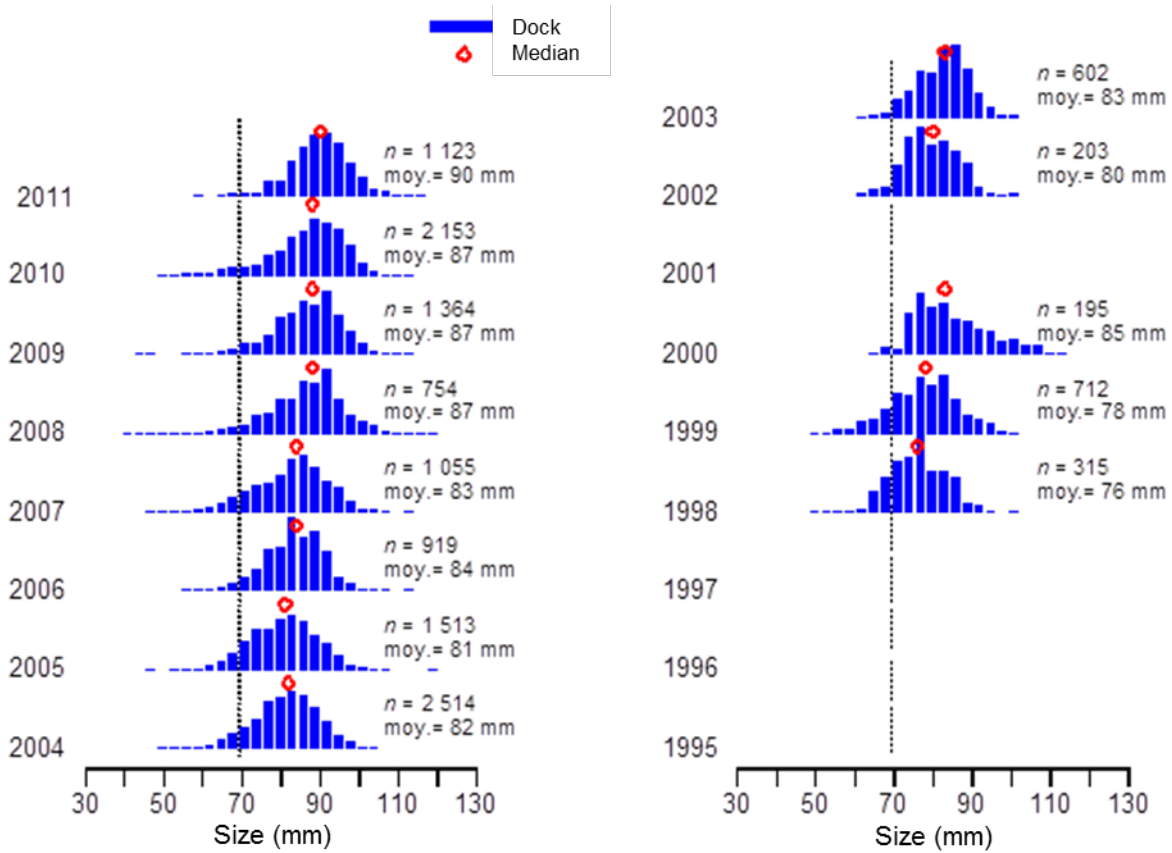 Dock
Median
n = 1 123
moy.= 90 mm
2011
n = 2 153
moy.= 87 mm
2010
n = 1 364
moy.= 87 mm
2009
n = 754
moy.= 87 mm
2008
n = 1 055
moy.= 83 mm
2007
n = 919
moy.= 84 mm
2006
n = 1 513
moy.= 81 mm
2005
n = 2 514
moy.= 82 mm
2004
30 50 70 90 110 130
Size (mm)
n = 602
moy.= 83 mm
2003
n = 203
moy.= 80 mm
2002
2001
n = 195
moy.= 85 mm
2000
n = 712
moy.= 78 mm
1999
n = 315
moy.= 76 mm
1998
1997
1996
1995
30 50 70 90 110 130
Size (mm)